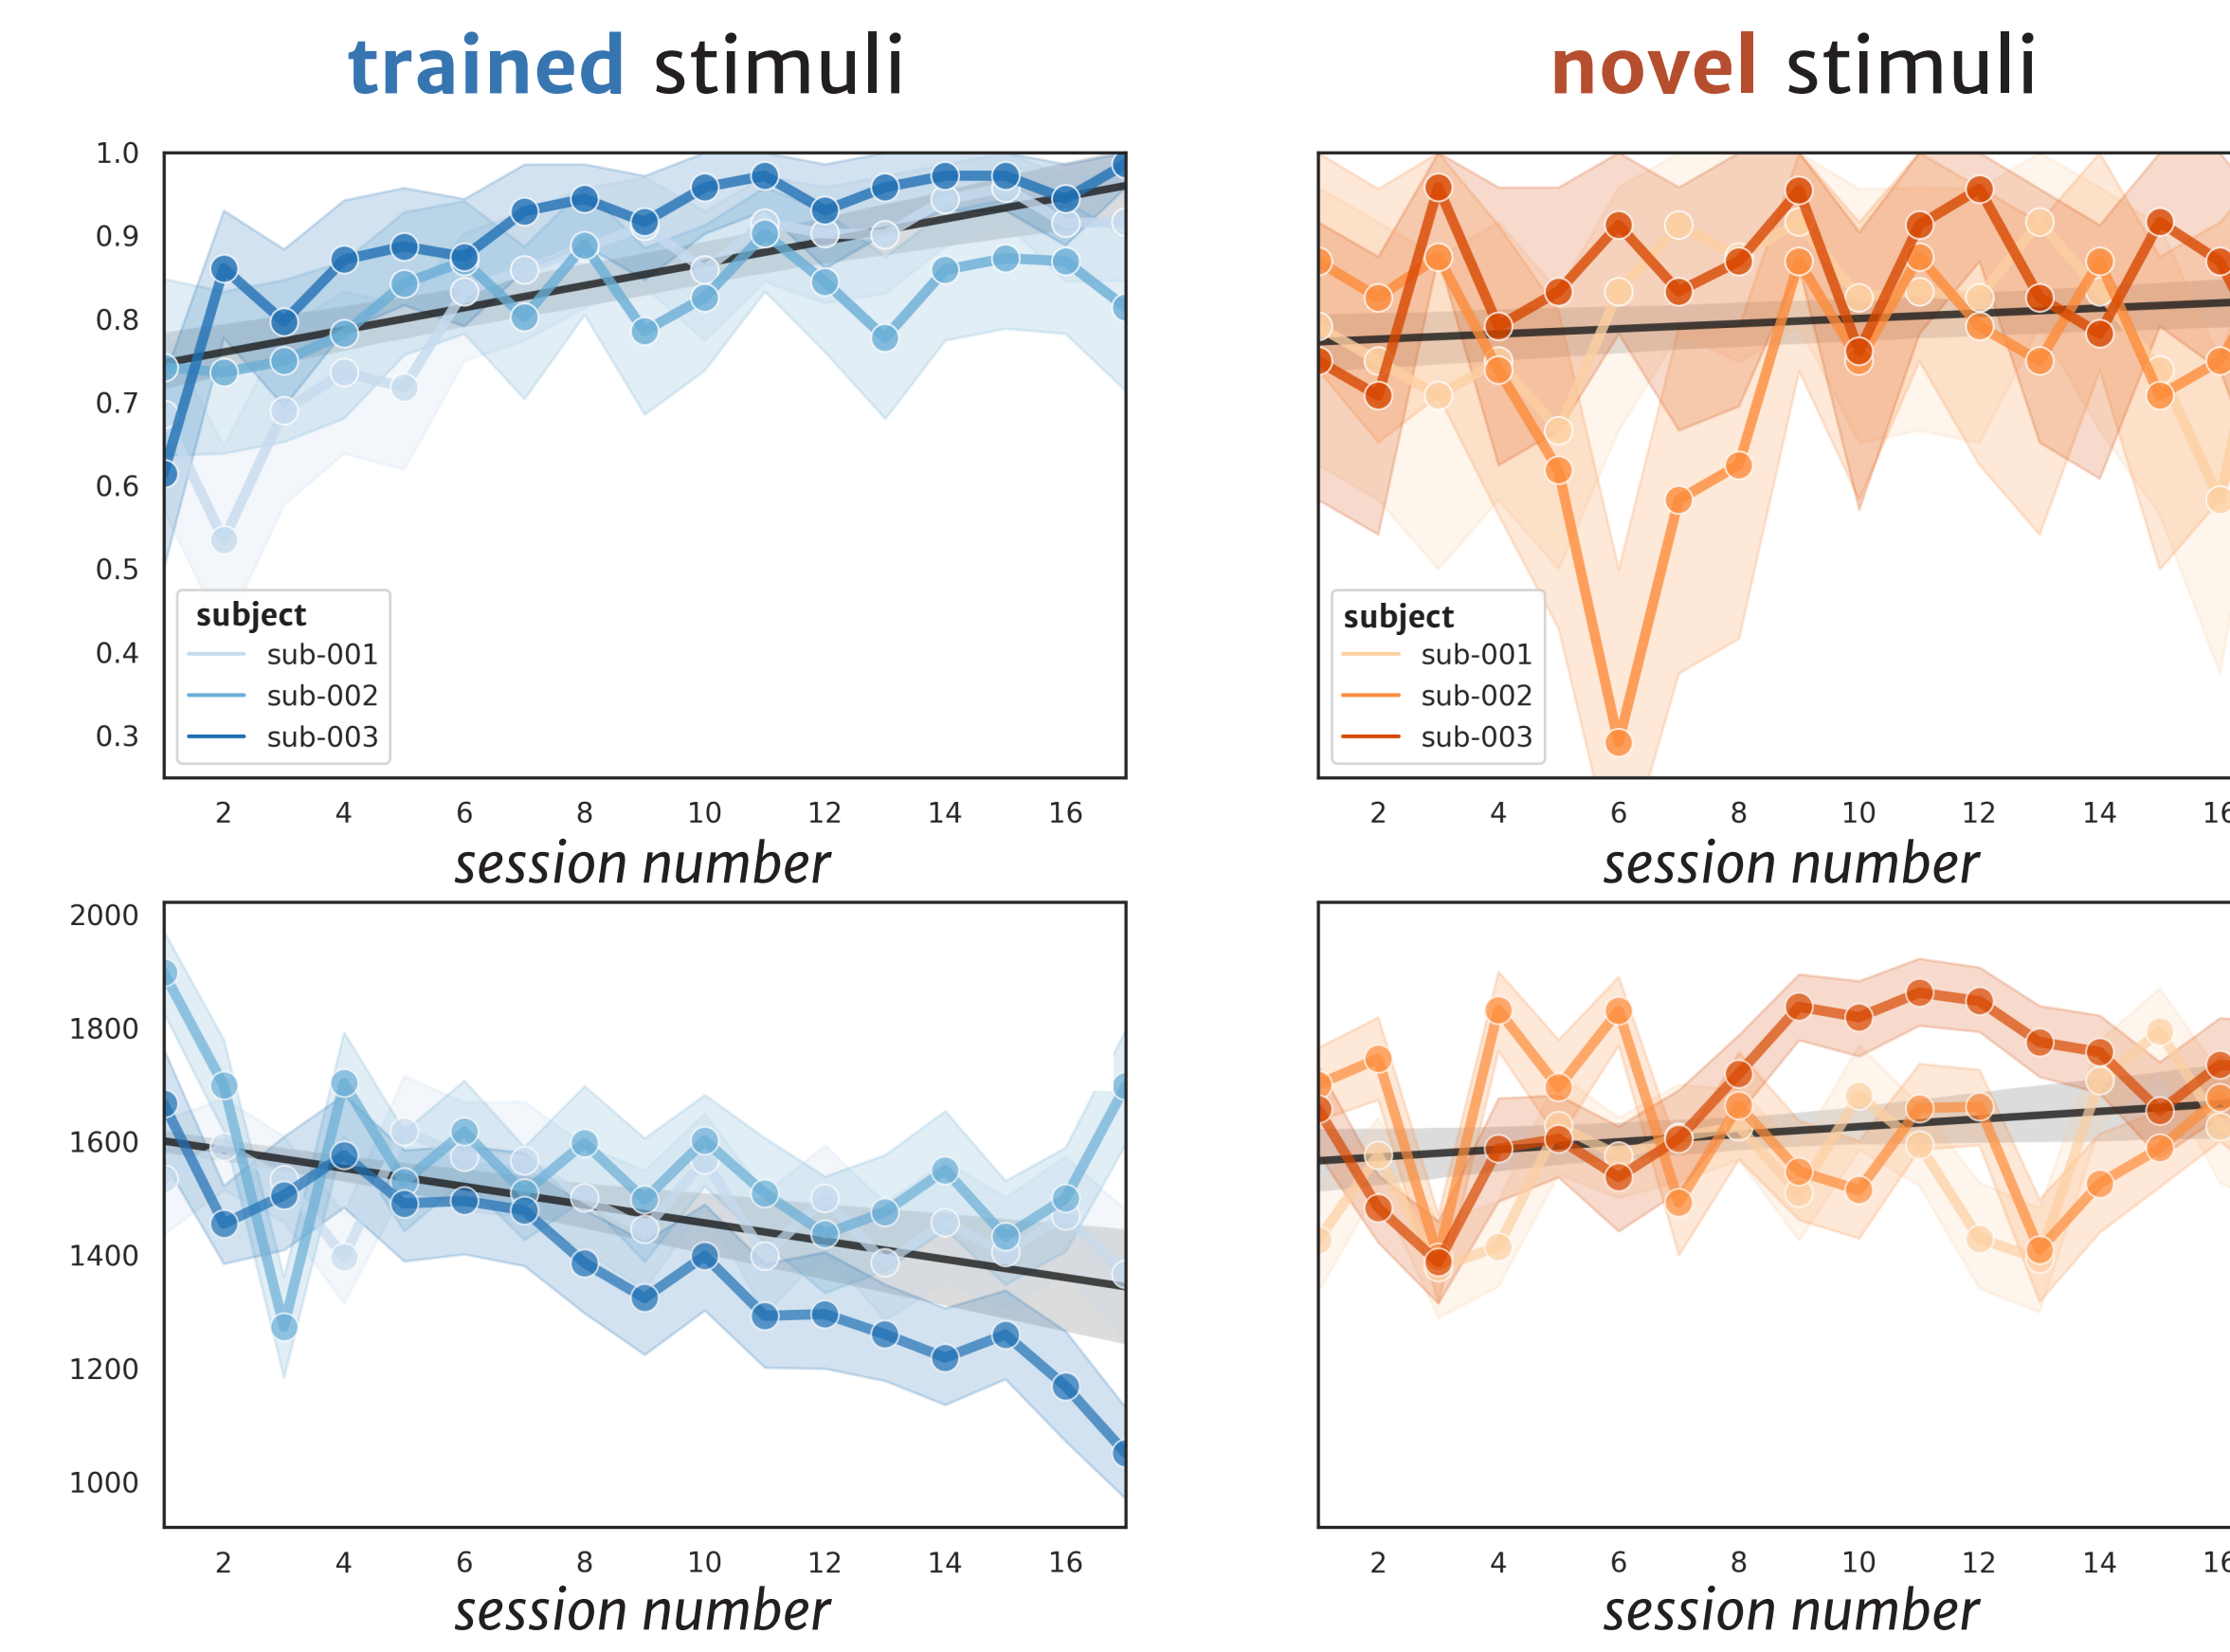 trained stimuli
novel stimuli
1.0
0.9
0.8
0.7
0.6
0.5
0.4
0.3
subject
sub-001
sub-002
sub-003
2 4 6 8 10 12 14 16
session number
subject
sub-001
sub-002
sub-003
2 4 6 8 10 12 14 16
session number
2000
1800
1600
1400
1200
1000
2 4 6 8 10 12 14 16
session number
2 4 6 8 10 12 14 16
session number